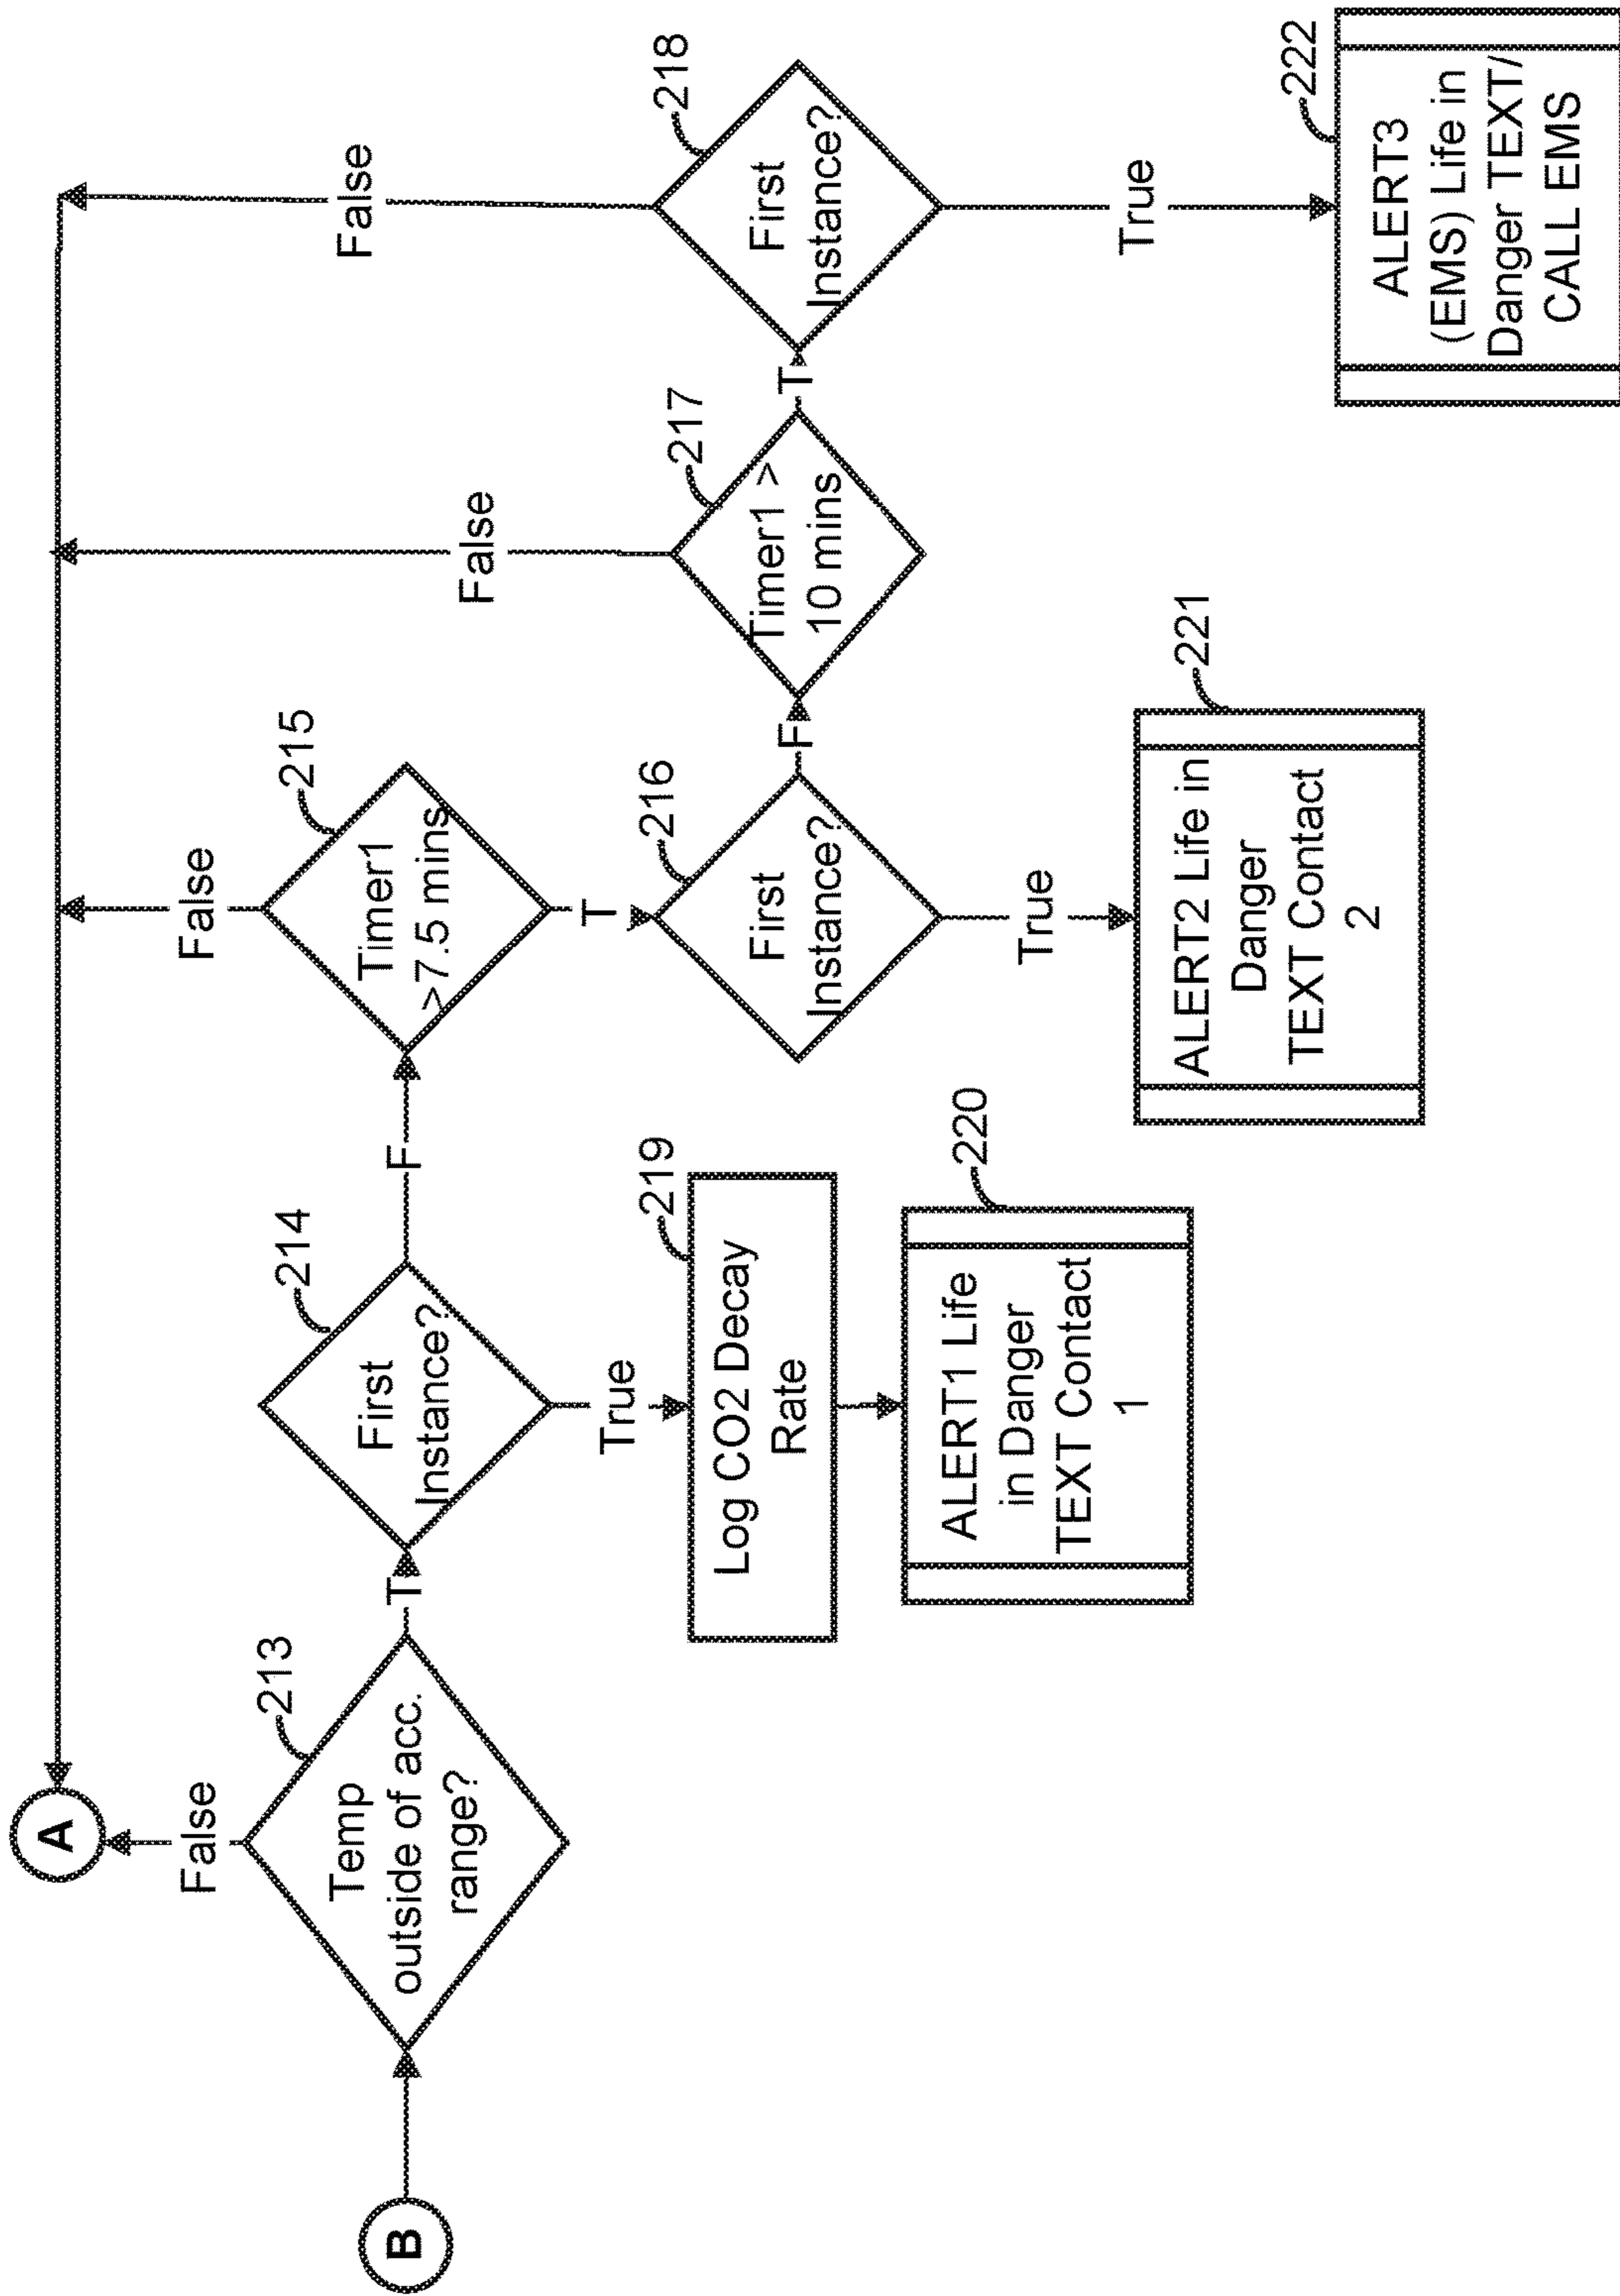 A
B
False
213
Temp
outside of acc.
range?
T
214
First
Instance?
F
True
219
Log CO2 Decay
Rate
220
ALERT1 Life
in Danger
TEXT Contact
1
False
215
Timer1
>7.5 mins
T
216
First
Instance?
F
True
221
ALERT2 Life in
Danger
TEXT Contact
2
False
217
Timer1 >
10 mins
T
False
218
First
Instance?
True
222
ALERT3
(EMS) Life in
Danger TEXT/
CALL EMS